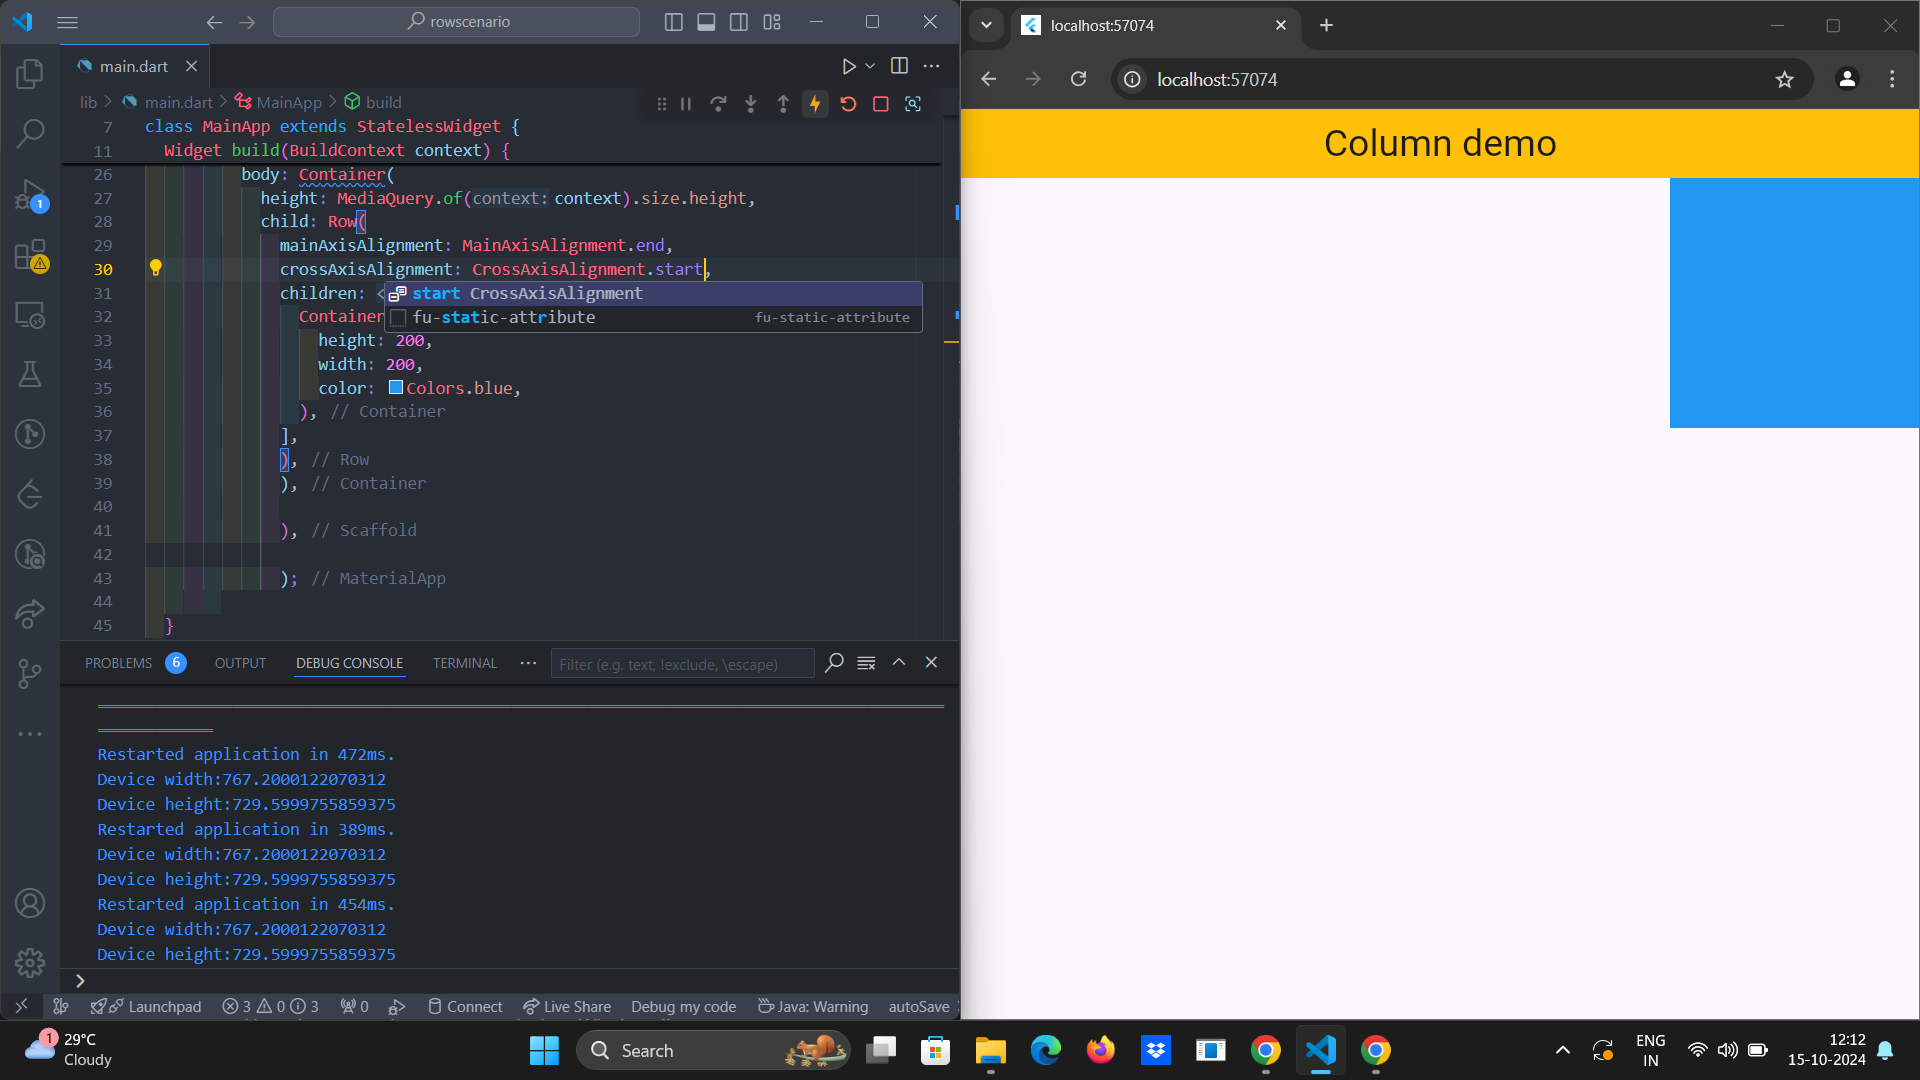 rowscenario
main.dart
lib
main.dart
MainApp
build
7 class MainApp extends StatelessWidget {
11 Widget build(BuildContext context) {
26 body: Container(
27 height: MediaQuery.of(context: context).size.height,
28 child: Row(
29 mainAxisAlignment: MainAxisAlignment.end,
30 crossAxisAlignment: CrossAxisAlignment.start,
31 children: <
start CrossAxisAlignment
32 Container
fu-static-attribute fu-static-attribute
33 height: 200,
34 width: 200,
35 color: Colors.blue,
36 ), // Container
37 ],
38 ), // Row
39 ), // Container
40
41 ), // Scaffold
42
43 ); // MaterialApp
44
45 }
1
PROBLEMS 6 OUTPUT DEBUG CONSOLE TERMINAL
Filter (e.g. text, !exclude, \escape)
Restarted application in 472ms.
Device width:767.2000122070312
Device height:729.5999755859375
Restarted application in 389ms.
Device width:767.2000122070312
Device height:729.5999755859375
Restarted application in 454ms.
Device width:767.2000122070312
Device height:729.5999755859375
Launchpad 3 0 3 0 Connect Live Share Debug my code Java: Warning autoSave
localhost:57074
localhost:57074
Column demo
1
29°C
Cloudy
Search
ENG
IN
12:12
15-10-2024